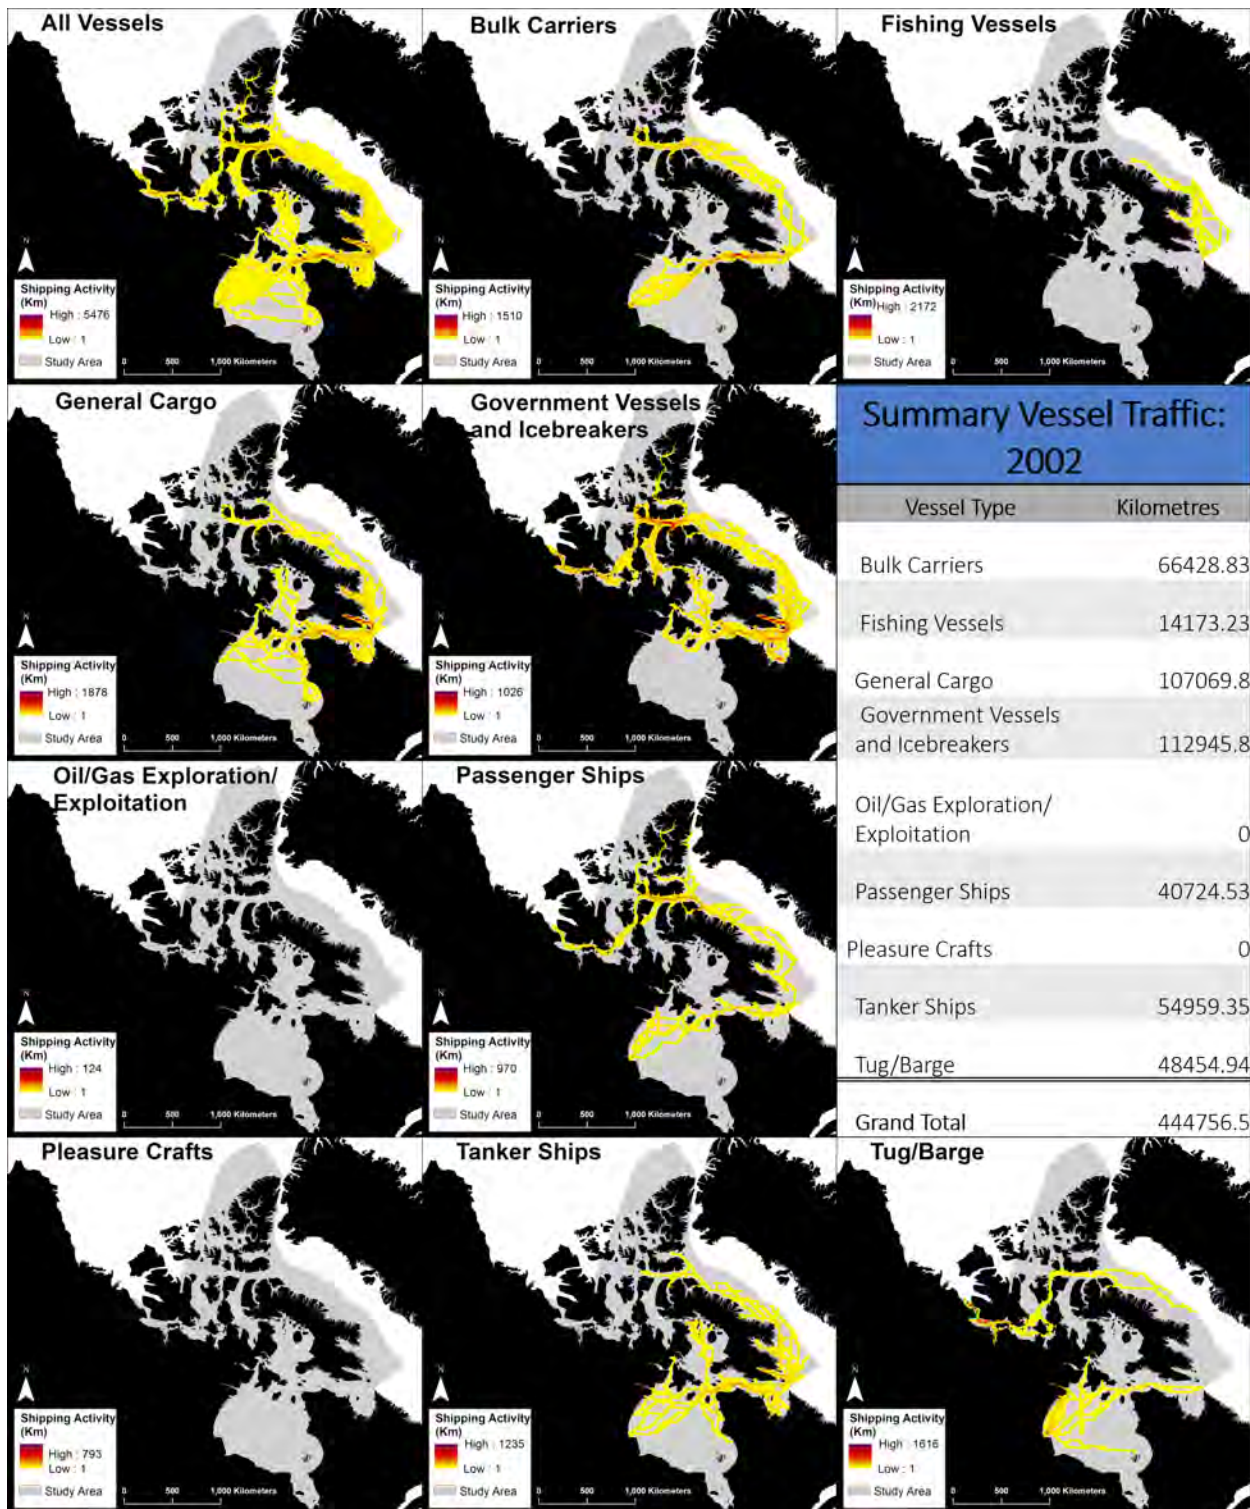 All Vessels
N
Shipping Activity
(Km)
High : 5476
Low : 1
Study Area
0 500 1,000 Kilometers
Bulk Carriers
N
Shipping Activity
(Km)
High : 1510
Low : 1
Study Area
0 500 1,000 Kilometers
Fishing Vessels
N
Shipping Activity
(Km)
High : 2172
Low : 1
Study Area
0 500 1,000 Kilometers
General Cargo
N
Shipping Activity
(Km)
High : 1878
Low : 1
Study Area
0 500 1,000 Kilometers
Government Vessels
and Icebreakers
N
Shipping Activity
(Km)
High : 1026
Low : 1
Study Area
0 500 1,000 Kilometers
Summary Vessel Traffic:
2002
Vessel Type Kilometres
Bulk Carriers 66428.83
Fishing Vessels 14173.23
General Cargo 107069.8
Government Vessels
and Icebreakers 112945.8
Oil/Gas Exploration/
Exploitation 0
Passenger Ships 40724.53
Pleasure Crafts 0
Tanker Ships 54959.35
Tug/Barge 48454.94
Grand Total 444756.5
Oil/Gas Exploration/
Exploitation
N
Shipping Activity
(Km)
High : 124
Low : 1
Study Area
0 500 1,000 Kilometers
Passenger Ships
N
Shipping Activity
(Km)
High : 970
Low : 1
Study Area
0 500 1,000 Kilometers
Pleasure Crafts
N
Shipping Activity
(Km)
High : 793
Low : 1
Study Area
0 500 1,000 Kilometers
Tanker Ships
N
Shipping Activity
(Km)
High : 1235
Low : 1
Study Area
0 500 1,000 Kilometers
Tug/Barge
N
Shipping Activity
(Km)
High : 1616
Low : 1
Study Area
0 500 1,000 Kilometers